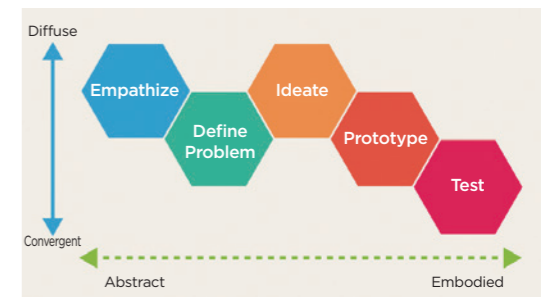 Diffuse
Empathize
Ideate
Define
Problem
Prototype
Test
Convergent
Abstract
Embodied